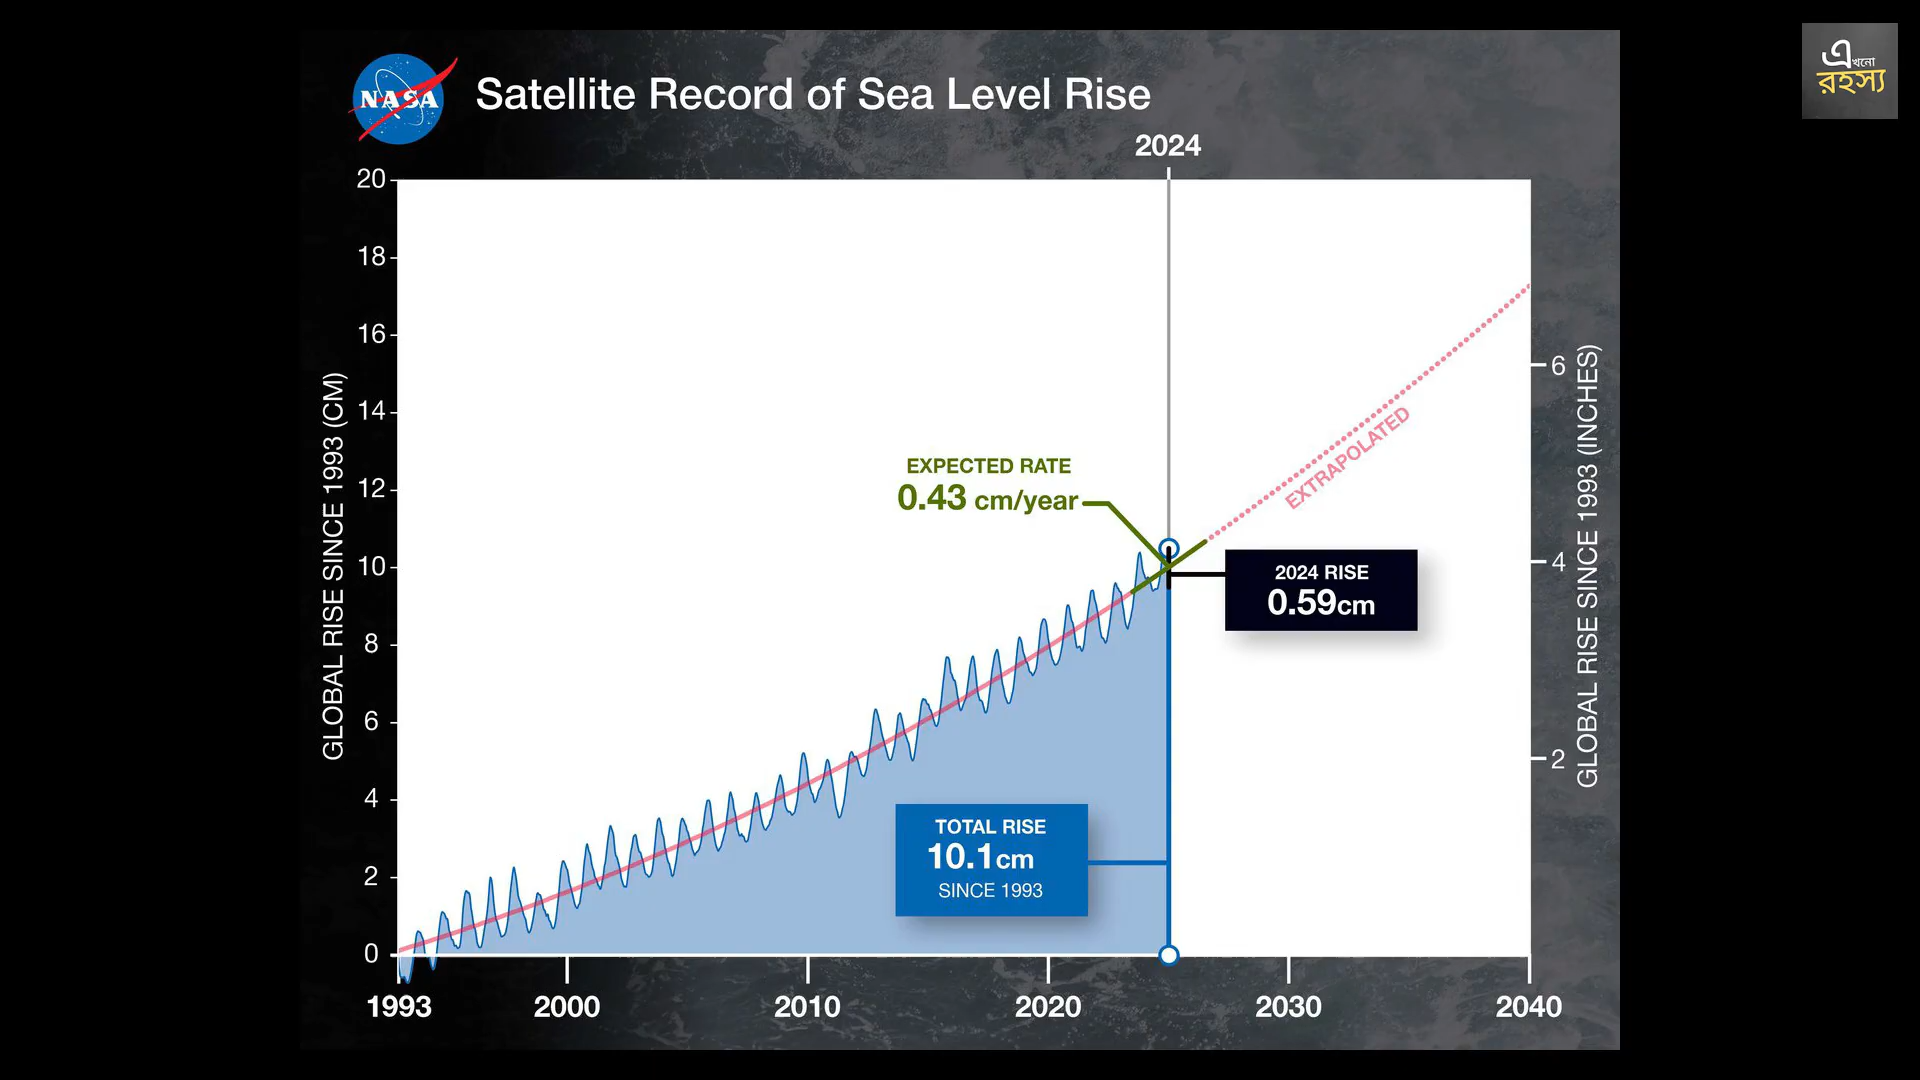 এখনো
রহস্য
NASA
Satellite Record of Sea Level Rise
2024
20
18
16
14
12
10
8
6
4
2
0
GLOBAL RISE SINCE 1993 (CM)
EXPECTED RATE
0.43 cm/year
EXTRAPOLATED
2024 RISE
0.59cm
TOTAL RISE
10.1cm
SINCE 1993
6
4
2
GLOBAL RISE SINCE 1993 (INCHES)
1993 2000 2010 2020 2030 2040